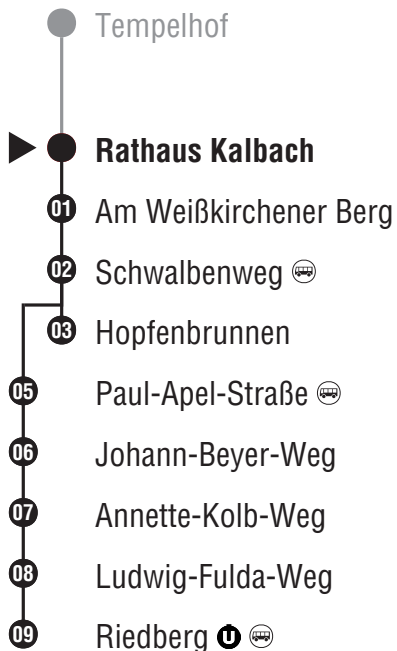 Tempelhof
Rathaus Kalbach
01 Am Weißkirchener Berg
02 Schwalbenweg
03 Hopfenbrunnen
05 Paul-Apel-Straße
06 Johann-Beyer-Weg
07 Annette-Kolb-Weg
08 Ludwig-Fulda-Weg
09 Riedberg U